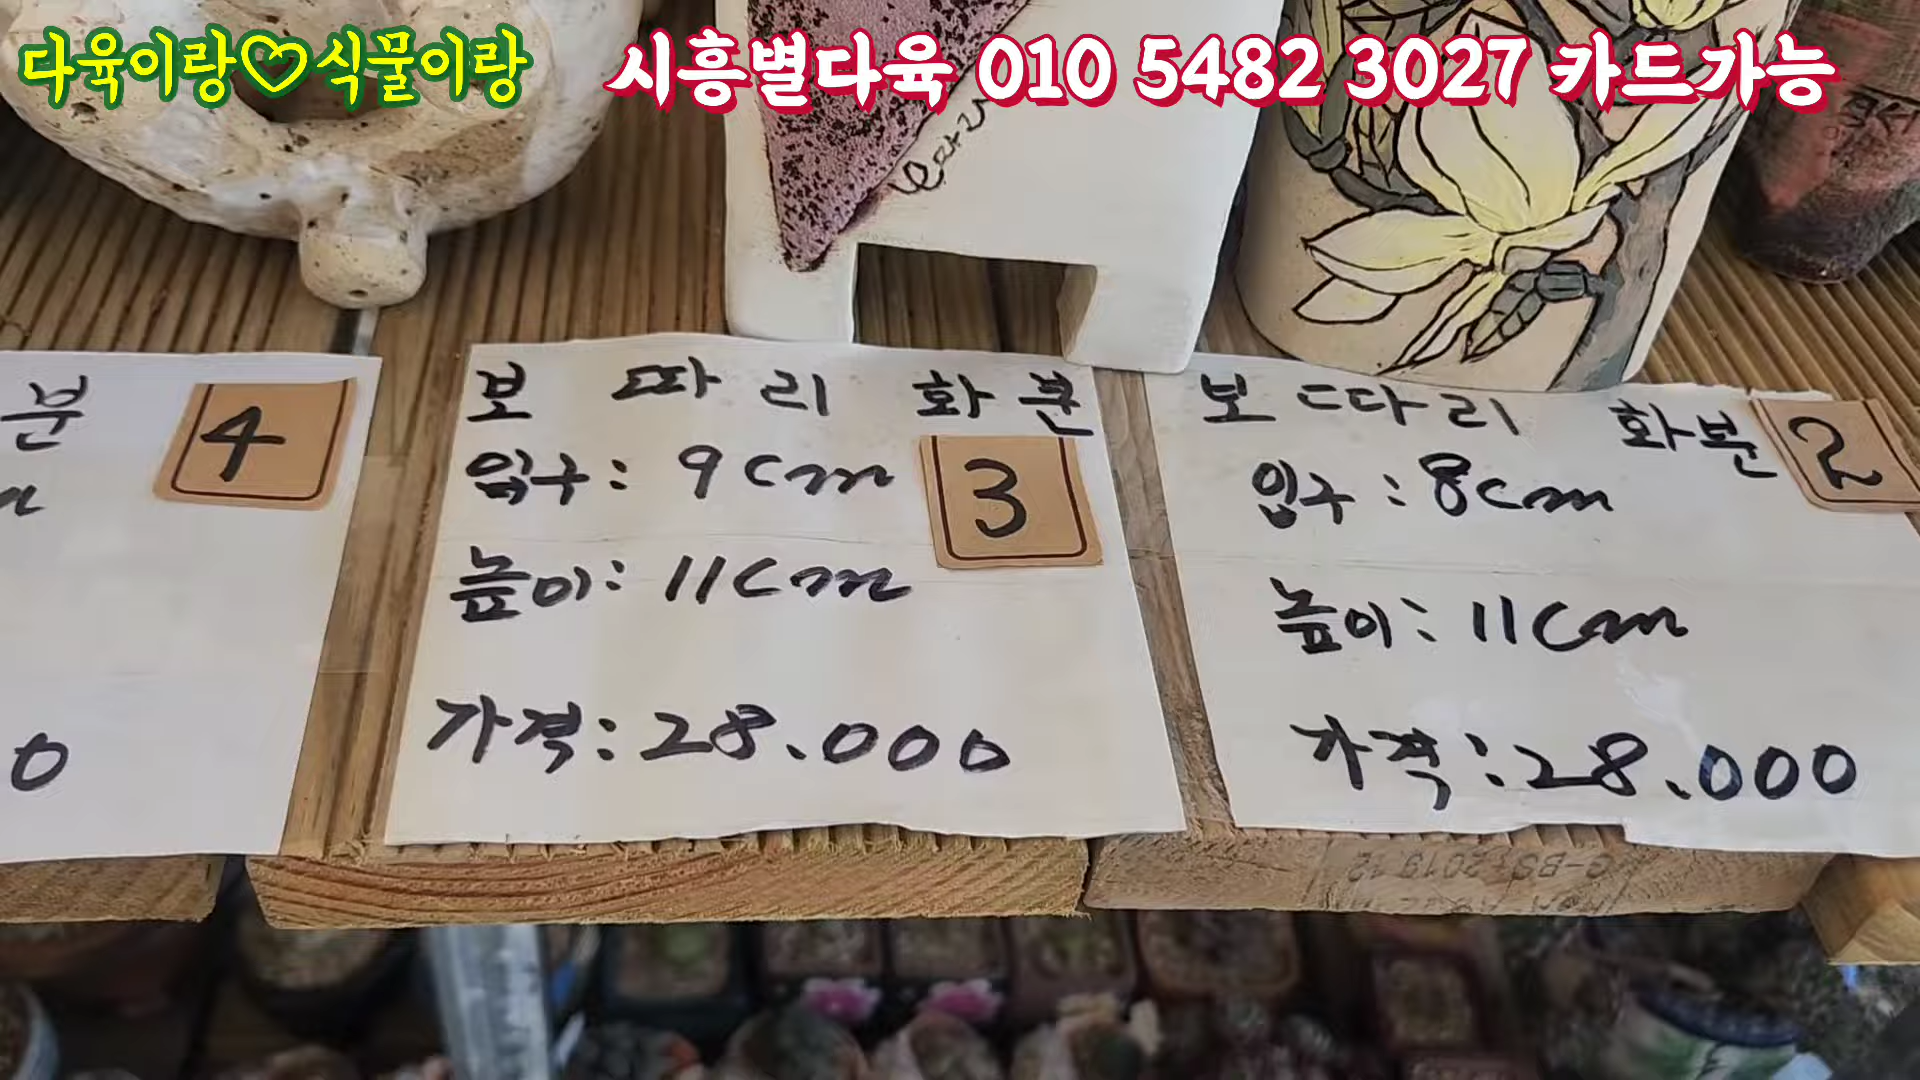 다육이랑♡식물이랑
시흥별다육 010 5482 3027 카드가능
분
4
0
보따리 화분
3
입구: 9cm
높이: 11cm
가격: 28.000
보따리 화분
2
입구: 8cm
높이: 11cm
가격: 28.000